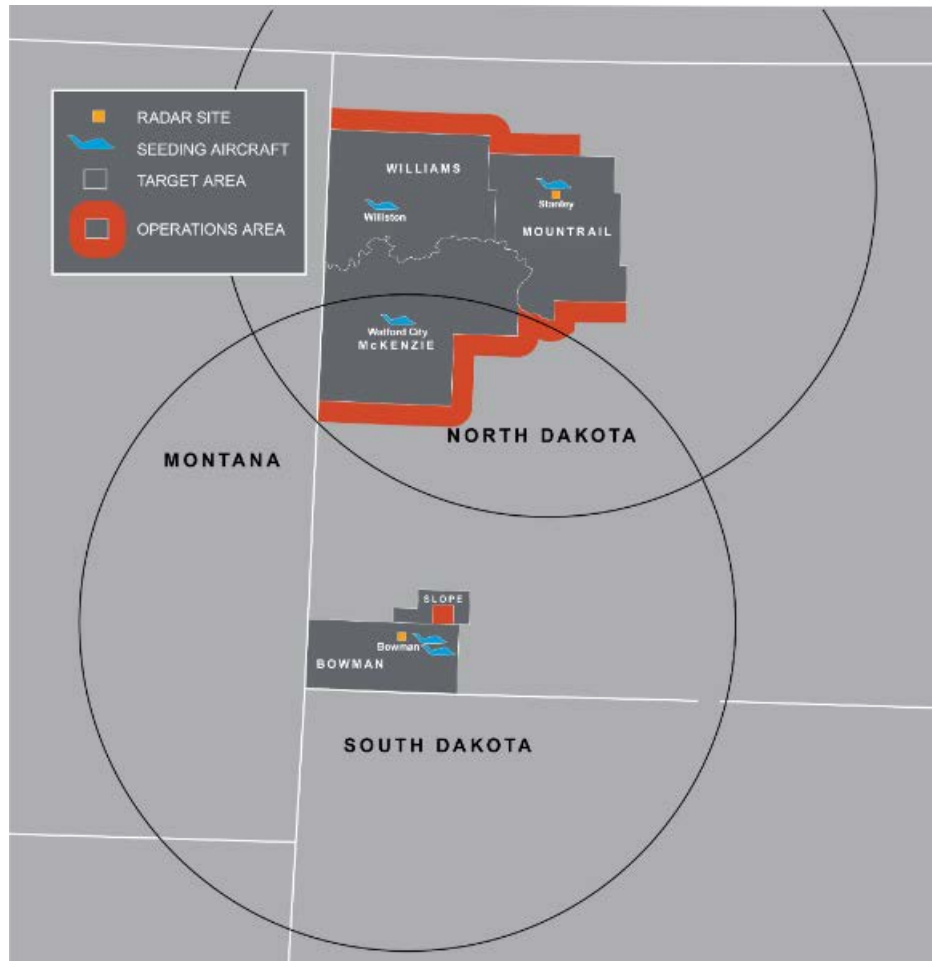 RADAR SITE
SEEDING AIRCRAFT
TARGET AREA
OPERATIONS AREA
WILLIAMS
Williston
Stanley
MOUNTRAIL
Watford City
McKENZIE
NORTH DAKOTA
MONTANA
SLOPE
Bowman
BOWMAN
SOUTH DAKOTA